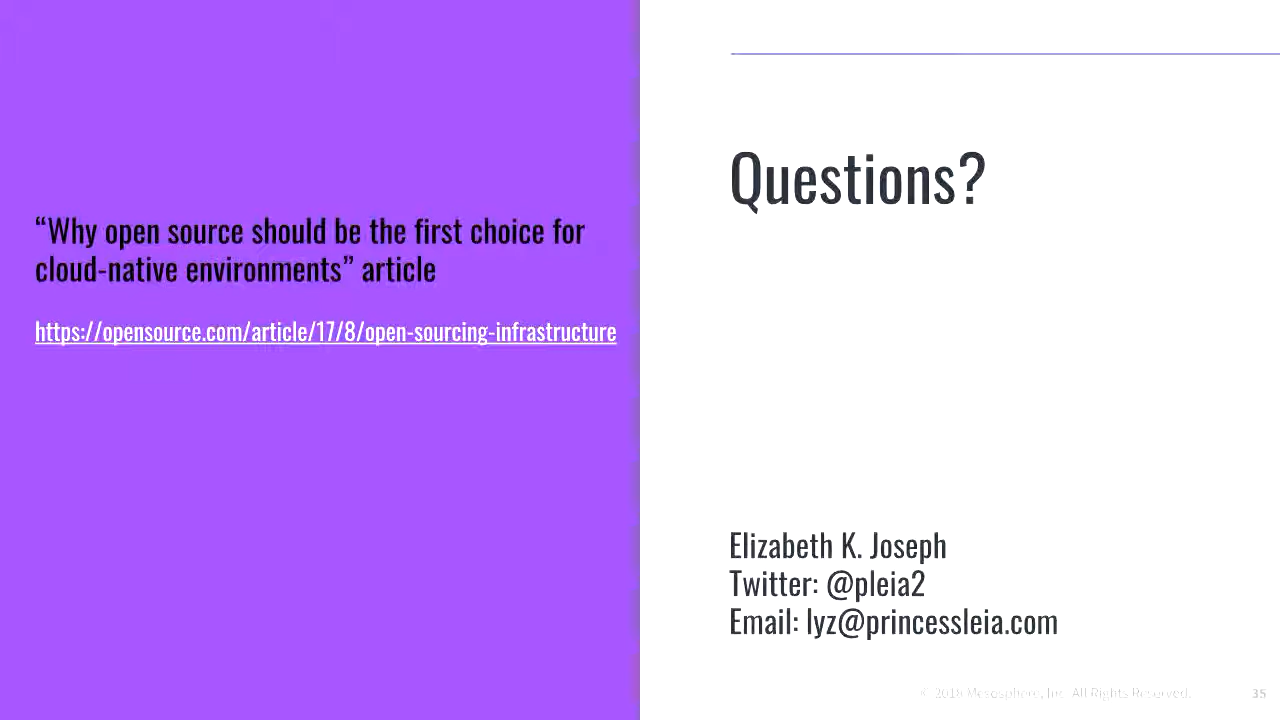 “Why open source should be the first choice for
cloud-native environments” article
https://opensource.com/article/17/8/open-sourcing-infrastructure
Questions?
Elizabeth K. Joseph
Twitter: @pleia2
Email: lyz@princessleia.com
© 2018 Mesosphere, Inc. All Rights Reserved.
35